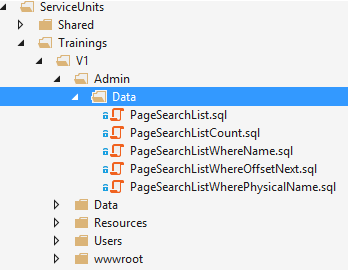 ServiceUnits
Shared
Trainings
V1
Admin
Data
PageSearchList.sql
PageSearchListCount.sql
PageSearchListWhereName.sql
PageSearchListWhereOffsetNext.sql
PageSearchListWherePhysicalName.sql
Data
Resources
Users
wwwroot